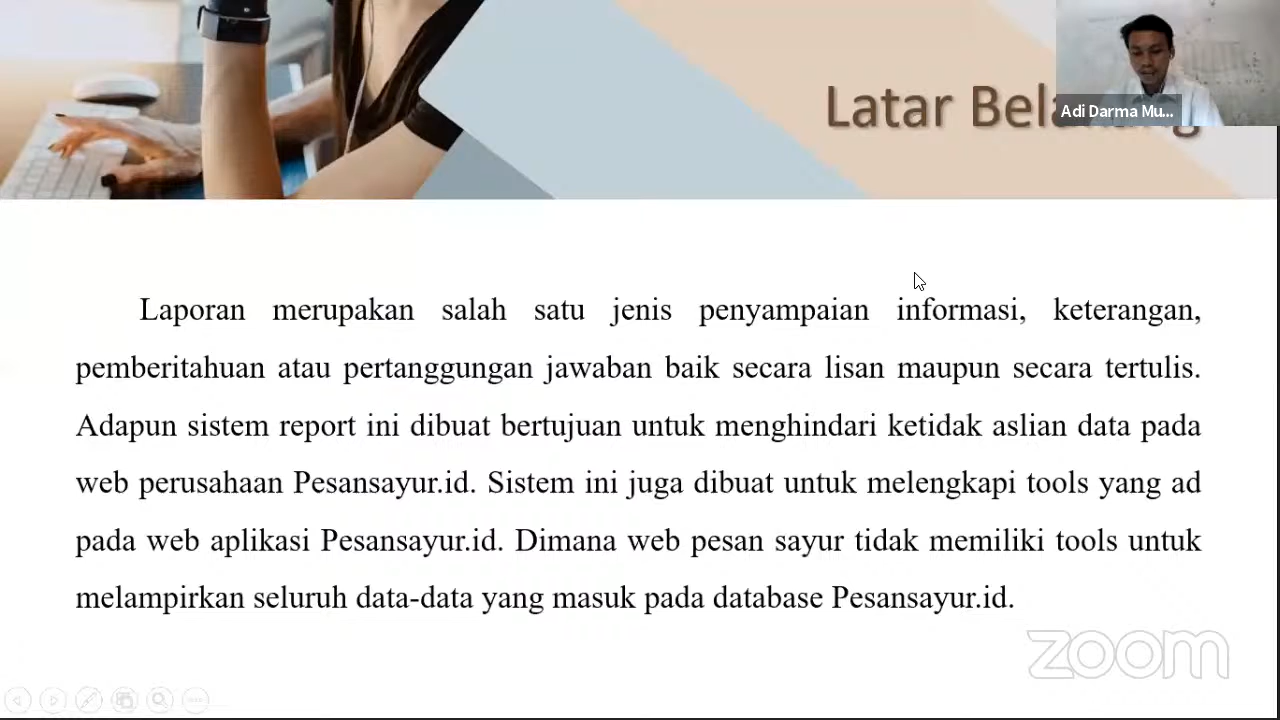 Latar Belakang
Adi Darma Mu...
Laporan merupakan salah satu jenis penyampaian informasi, keterangan,
pemberitahuan atau pertanggungan jawaban baik secara lisan maupun secara tertulis.
Adapun sistem report ini dibuat bertujuan untuk menghindari ketidak aslian data pada
web perusahaan Pesansayur.id. Sistem ini juga dibuat untuk melengkapi tools yang ad
pada web aplikasi Pesansayur.id. Dimana web pesan sayur tidak memiliki tools untuk
melampirkan seluruh data-data yang masuk pada database Pesansayur.id.
zoom